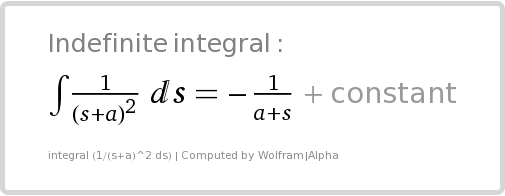 Indefinite integral :
∫ 1/(s+a)² ds = − 1/(a+s) + constant
integral (1/(s+a)^2 ds) | Computed by Wolfram|Alpha